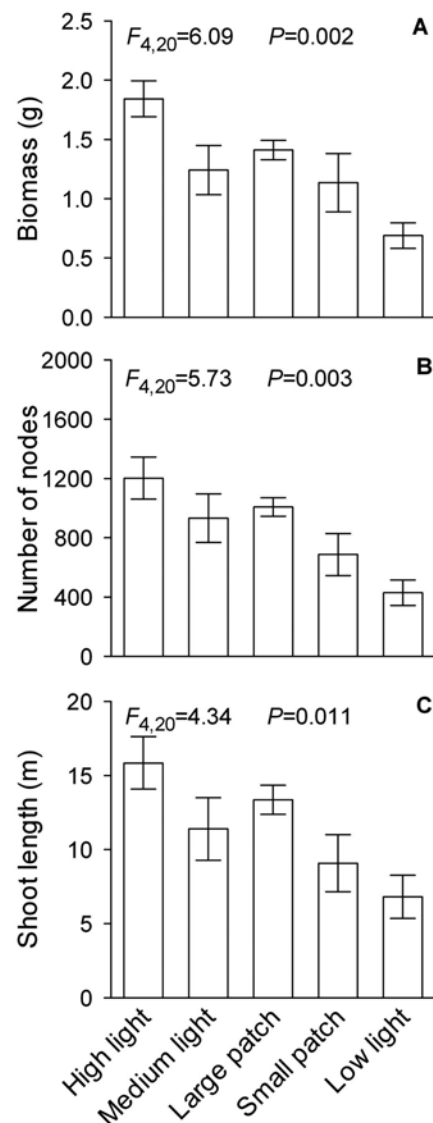 A
F4,20=6.09 P=0.002
2.5
2.0
1.5
1.0
0.5
0.0
Biomass (g)
B
F4,20=5.73 P=0.003
2000
1600
1200
800
400
0
Number of nodes
C
F4,20=4.34 P=0.011
20
15
10
5
0
Shoot length (m)
High light
Medium light
Large patch
Small patch
Low light